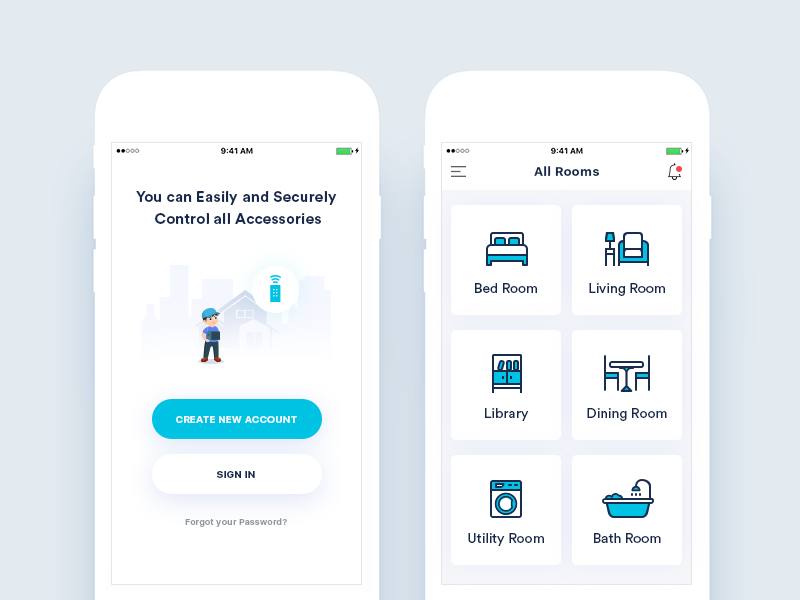 9:41 AM
You can Easily and Securely
Control all Accessories
CREATE NEW ACCOUNT
SIGN IN
Forgot your Password?
9:41 AM
All Rooms
Bed Room
Living Room
Library
Dining Room
Utility Room
Bath Room